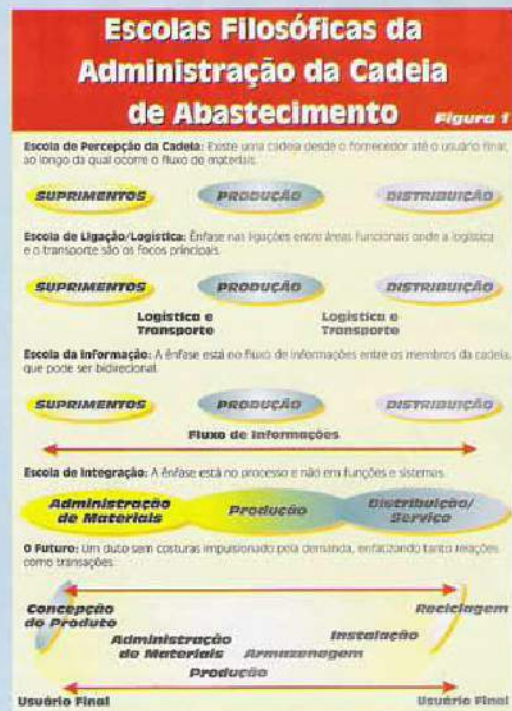 Escolas Filosóficas da
Administração da Cadeia
de Abastecimento Figura 1
Escola de Percepção da Cadeia: Existe uma cadeia desde o fornecedor até o usuário final,
ao longo da qual ocorre o fluxo de materiais.
SUPRIMENTOS PRODUÇÃO DISTRIBUIÇÃO
Escola de Ligação/Logística: Ênfase nas ligações entre áreas funcionais onde a logística
e o transporte são os focos principais.
SUPRIMENTOS PRODUÇÃO DISTRIBUIÇÃO
Logística e Logística e
Transporte Transporte
Escola da Informação: A ênfase está no fluxo de informações entre os membros da cadeia,
que pode ser bidirecional.
SUPRIMENTOS PRODUÇÃO DISTRIBUIÇÃO
Fluxo de Informações
Escola de Integração: A ênfase está no processo e não em funções e sistemas.
Administração Produção Distribuição/
de Materiais Serviço
O Futuro: Um duto sem costuras impulsionado pela demanda, enfatizando tanto relações
como transações.
Concepção Reciclagem
do Produto
Administração Instalação
de Materiais Armazenagem
Produção
Usuário Final Usuário Final